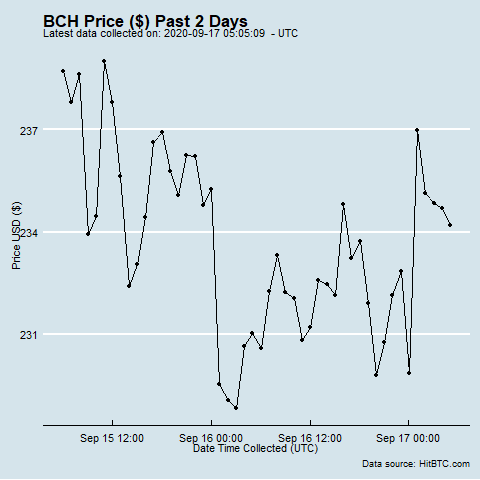 BCH Price ($) Past 2 Days
Latest data collected on: 2020-09-17 05:05:09 - UTC
237
234
231
Price USD ($)
Sep 15 12:00 Sep 16 00:00 Sep 16 12:00 Sep 17 00:00
Date Time Collected (UTC)
Data source: HitBTC.com